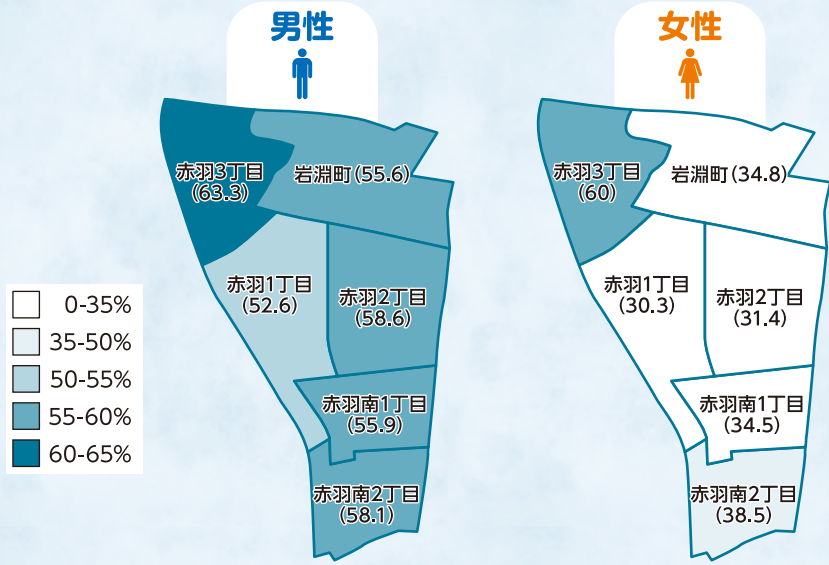 男性
赤羽3丁目
(63.3)
岩淵町(55.6)
赤羽1丁目
(52.6)
赤羽2丁目
(58.6)
赤羽南1丁目
(55.9)
赤羽南2丁目
(58.1)
女性
赤羽3丁目
(60)
岩淵町(34.8)
赤羽1丁目
(30.3)
赤羽2丁目
(31.4)
赤羽南1丁目
(34.5)
赤羽南2丁目
(38.5)
0-35%
35-50%
50-55%
55-60%
60-65%